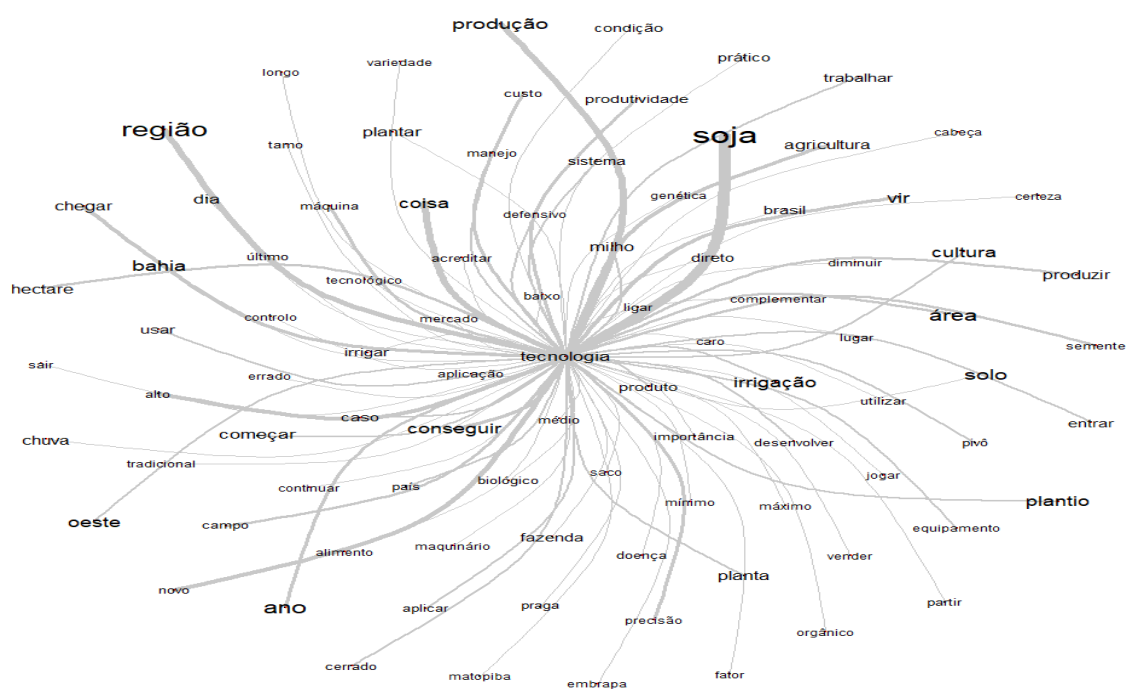 produção
condição
prático
longo
variedade
trabalhar
custo
produtividade
região
plantar
soja
cabeça
tamo
agricultura
manejo
sistema
genética
certeza
chegar
dia
máquina
coisa
defensivo
brasil
vir
milho
bahia
último
acreditar
direto
diminuir
cultura
hectare
tecnológico
produzir
baixo
complementar
ligar
controlo
mercado
área
usar
irrigar
caro
lugar
semente
sair
tecnologia
errado
aplicação
produto
irrigação
solo
alto
utilizar
caso
médio
entrar
chuva
começar
conseguir
importância
desenvolver
pivô
tradicional
saco
jogar
continuar
país
biológico
mínimo
máximo
plantio
oeste
campo
equipamento
alimento
maquinário
fazenda
doença
vender
novo
planta
ano
aplicar
praga
precisão
partir
orgânico
cerrado
matopiba
embrapa
fator